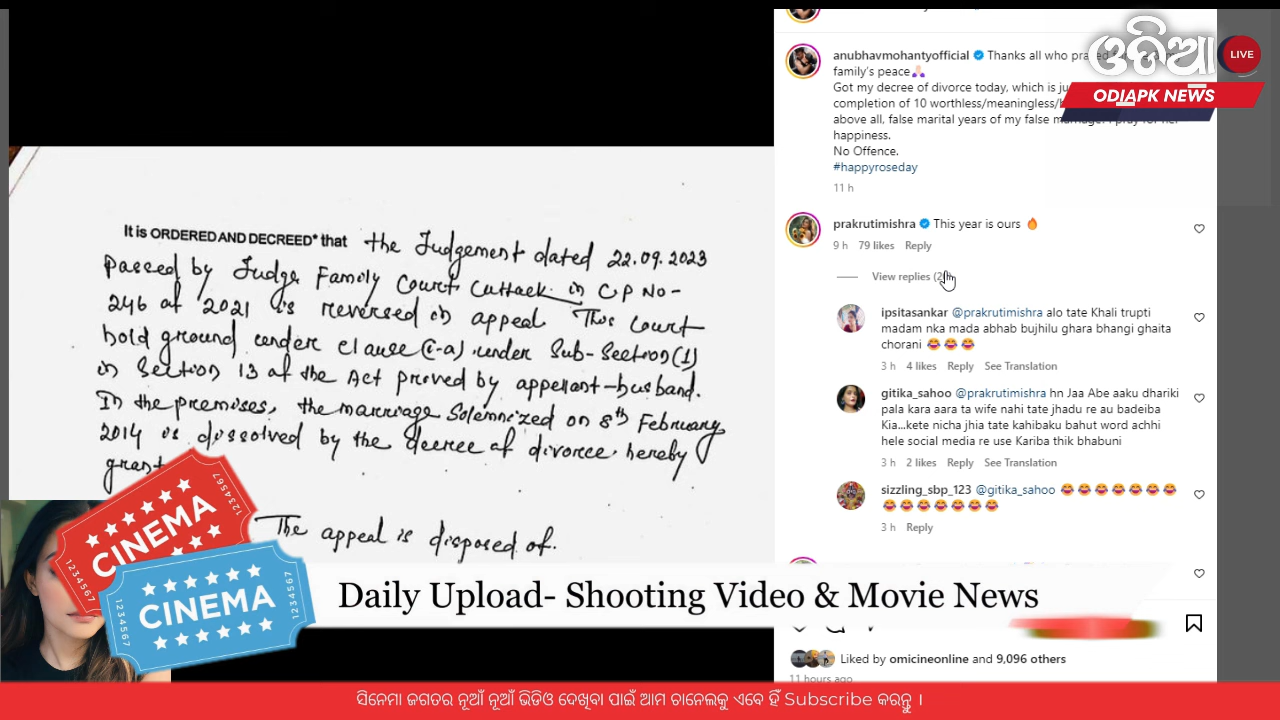 It is ORDERED AND DECREED* that the Judgement dated 22.09.2023
passed by Judge Family Court Cuttack in C.P No-
246 of 2021 is reversed in appeal. This Court
hold ground under clause (i-a) under Sub-Section (1)
in Section 13 of the Act proved by appellant-husband.
In the premises, the marriage Solemnized on 8th February
2014 is dissolved by the decree of divorce, hereby
The appeal is disposed of.
anubhavmohantyofficial Thanks all who
family's peace
Got my decree of divorce today, which is
completion of 10 worthless/meaningless/
above all, false marital years of my false
happiness.
No Offence.
#happyroseday
11 h
prakrutimishra This year is ours
9 h 79 likes Reply
View replies
ipsitasankar @prakrutimishra alo tate Khali trupti
madam nka mada abhab bujhilu ghara bhangi ghaita
chorani
3 h 4 likes Reply See Translation
gitika_sahoo @prakrutimishra hn Jaa Abe aaku dhariki
pala kara aara ta wife nahi tate jhadu re au badeiba
Kia...kete nicha jhia tate kahibaku bahut word achhi
hele social media re use Kariba thik bhabuni
3 h 2 likes Reply See Translation
sizzling_sbp_123 @gitika_sahoo
3 h Reply
Liked by omicineonline and 9,096 others
11 hours ago
ଓଡିଆ
LIVE
ODIAPK NEWS
CINEMA
1234567
1234567
CINEMA
1234567
1234567
Daily Upload- Shooting Video & Movie News
ସିନେମା ଜଗତର ନୂଆଁ ନୂଆଁ ଭିଡିଓ ଦେଖିବା ପାଇଁ ଆମ ଚାନେଲକୁ ଏବେ ହିଁ Subscribe କରନ୍ତୁ ।